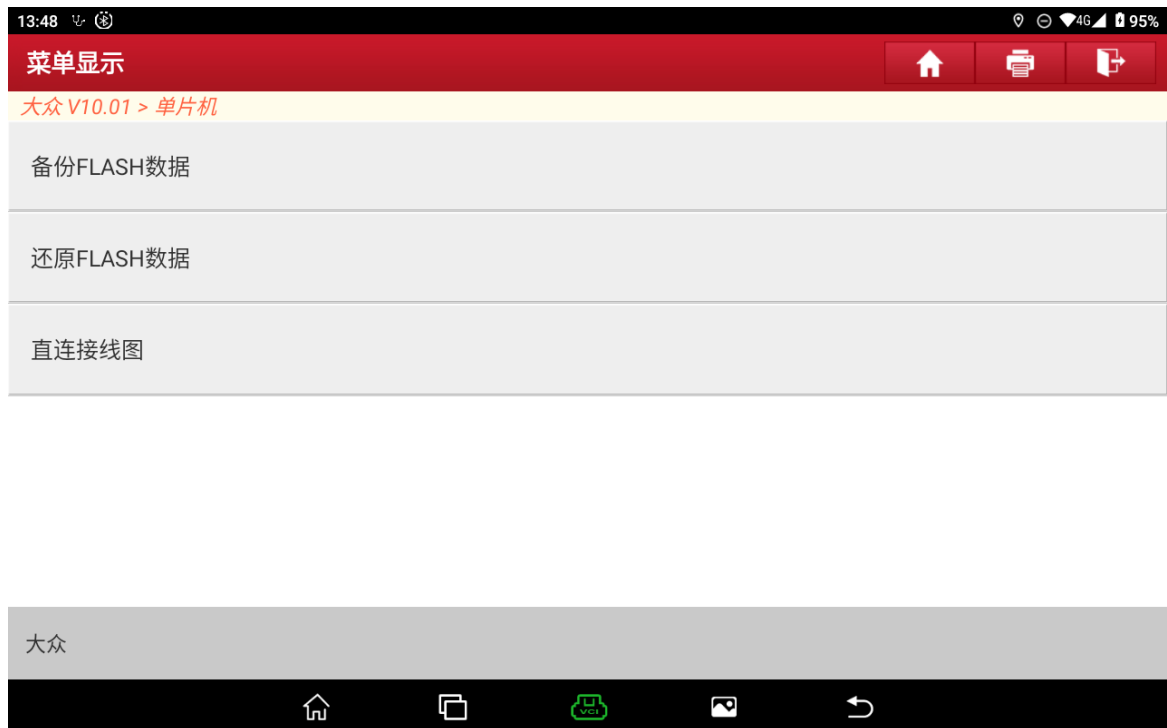 13:48 4G 95%
菜单显示
大众 V10.01 > 单片机
备份FLASH数据
还原FLASH数据
直连接线图
大众
VCI